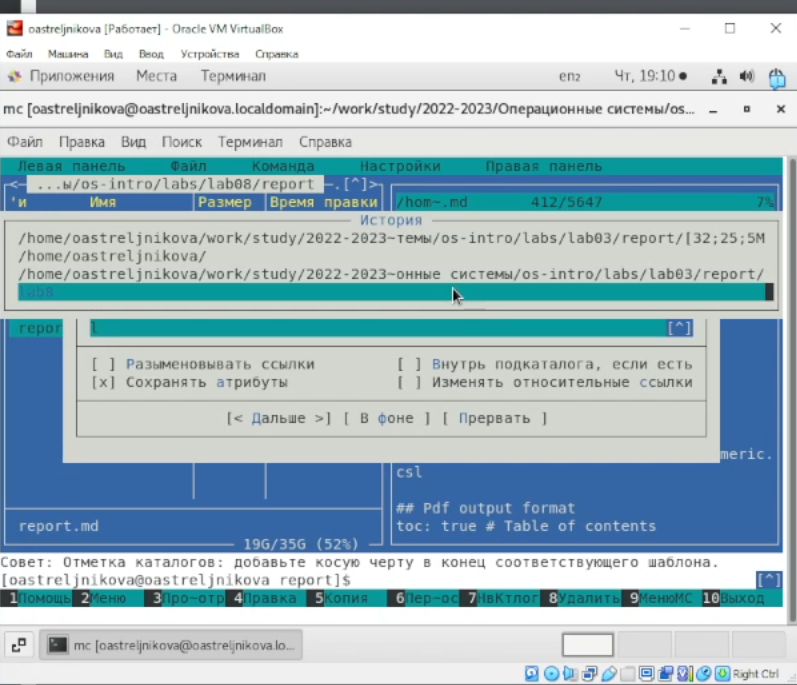 oastreljnikova [Работает] - Oracle VM VirtualBox
Файл Машина Вид Ввод Устройства Справка
Приложения Места Терминал en₂ Чт, 19:10
mc [oastreljnikova@oastreljnikova.localdomain]:~/work/study/2022-2023/Операционные системы/os...
Файл Правка Вид Поиск Терминал Справка
Левая панель Файл Команда Настройки Правая панель
<— ...ы/os-intro/labs/lab08/report —.[^]>
'и Имя Размер Время правки /hom~.md 412/5647 7%
История
/home/oastreljnikova/work/study/2022-2023~темы/os-intro/labs/lab03/report/[32;25;5M
/home/oastreljnikova/
/home/oastreljnikova/work/study/2022-2023~онные системы/os-intro/labs/lab03/report/
lab8
repor l [^]
[ ] Разыменовывать ссылки [ ] Внутрь подкаталога, если есть
[x] Сохранять атрибуты [ ] Изменять относительные ссылки
[< Дальше >] [ В фоне ] [ Прервать ]
meric.
csl
## Pdf output format
report.md toc: true # Table of contents
19G/35G (52%)
Совет: Отметка каталогов: добавьте косую черту в конец соответствующего шаблона.
[oastreljnikova@oastreljnikova report]$ [^]
1Помощь 2Меню 3Про~отр 4Правка 5Копия 6Пер~ос 7НвКтлог 8Удалить 9МенюMC 10Выход
mc [oastreljnikova@oastreljnikova.lo...
Right Ctrl